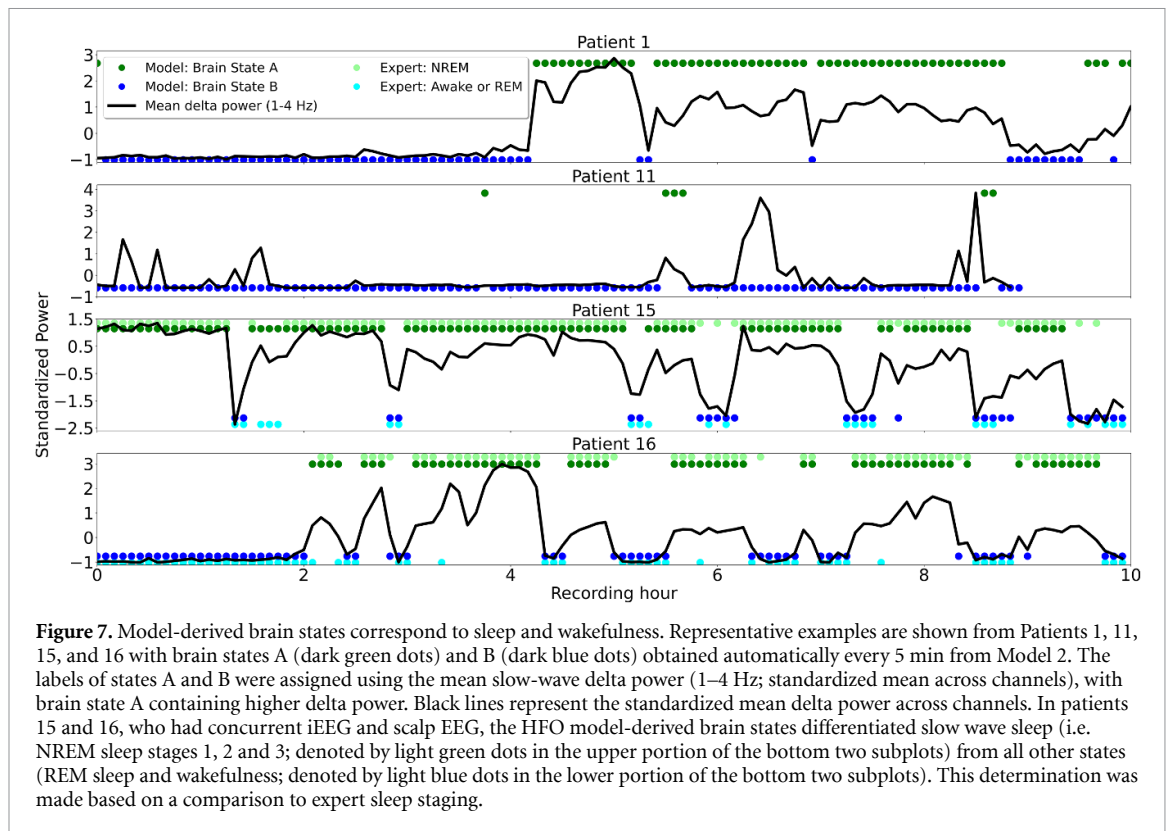 Patient 1
3
2
1
0
−1
Model: Brain State A
Model: Brain State B
Mean delta power (1-4 Hz)
Expert: NREM
Expert: Awake or REM
Patient 11
4
3
2
1
0
−1
Patient 15
1.5
0.5
−0.5
−1.5
−2.5
Standardized Power
Patient 16
3
2
1
0
−1
0 2 4 6 8 10
Recording hour
Figure 7. Model-derived brain states correspond to sleep and wakefulness. Representative examples are shown from Patients 1, 11,
15, and 16 with brain states A (dark green dots) and B (dark blue dots) obtained automatically every 5 min from Model 2. The
labels of states A and B were assigned using the mean slow-wave delta power (1–4 Hz; standardized mean across channels), with
brain state A containing higher delta power. Black lines represent the standardized mean delta power across channels. In patients
15 and 16, who had concurrent iEEG and scalp EEG, the HFO model-derived brain states differentiated slow wave sleep (i.e.
NREM sleep stages 1, 2 and 3; denoted by light green dots in the upper portion of the bottom two subplots) from all other states
(REM sleep and wakefulness; denoted by light blue dots in the lower portion of the bottom two subplots). This determination was
made based on a comparison to expert sleep staging.